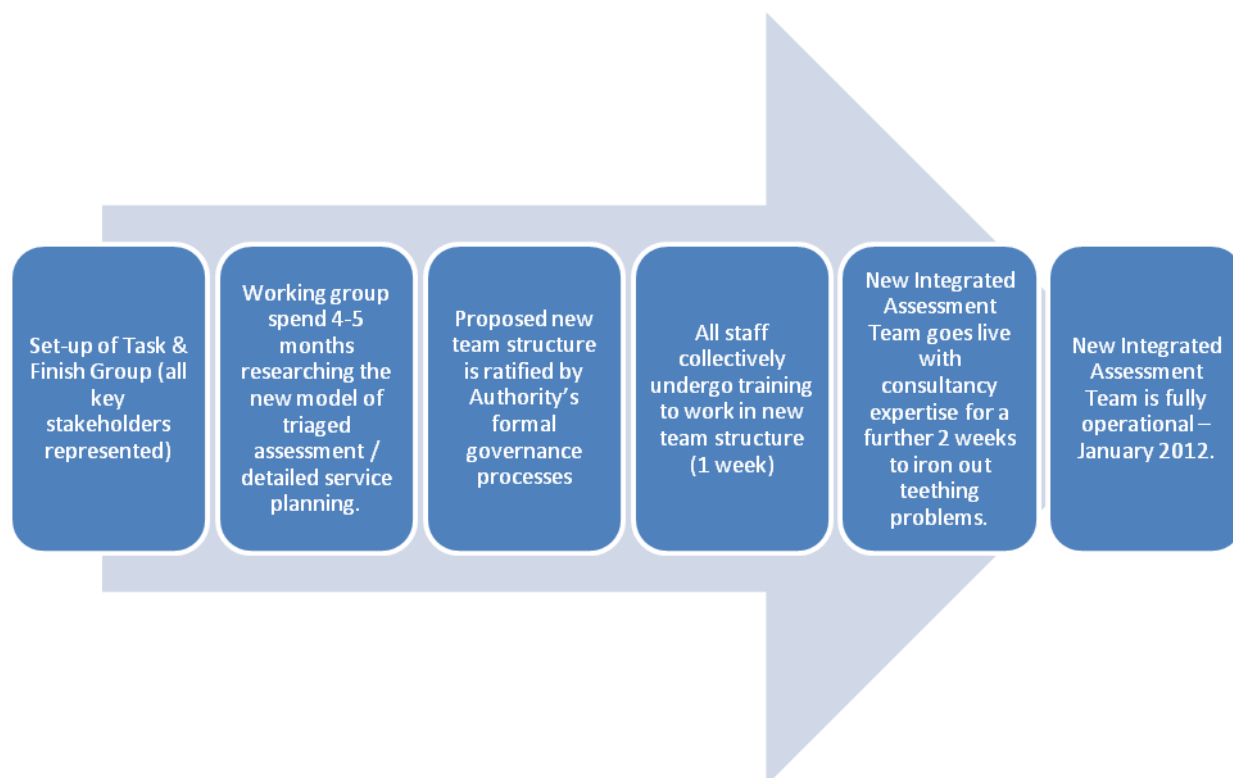 Set-up of Task &
Finish Group (all
key
stakeholders
represented)
Working group
spend 4-5
months
researching the
new model of
triaged
assessment /
detailed service
planning.
Proposed new
team structure
is ratified by
Authority's
formal
governance
processes
All staff
collectively
undergo training
to work in new
team structure
(1 week)
New Integrated
Assessment
Team goes live
with
consultancy
expertise for a
further 2 weeks
to iron out
teething
problems.
New Integrated
Assessment
Team is fully
operational –
January 2012.